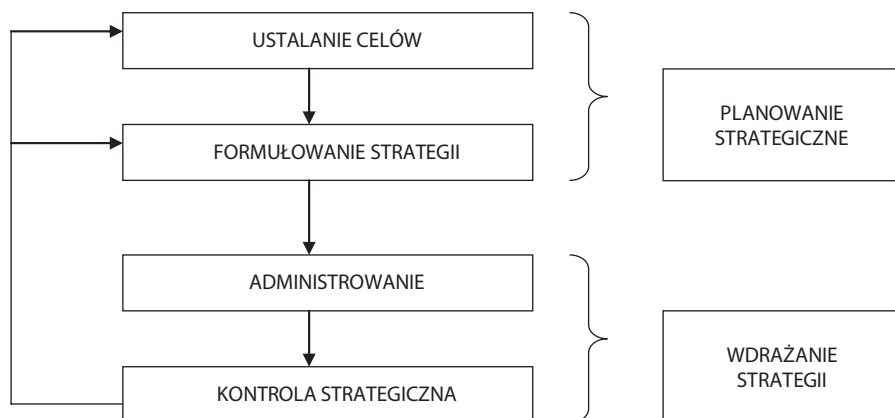 USTALANIE CELÓW
FORMUŁOWANIE STRATEGII
PLANOWANIE
STRATEGICZNE
ADMINISTROWANIE
KONTROLA STRATEGICZNA
WDRAŻANIE
STRATEGII